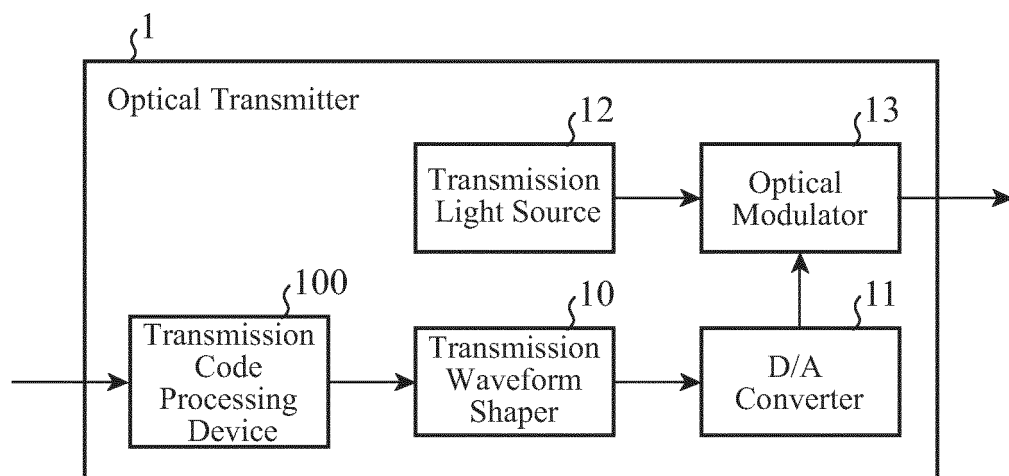 1
Optical Transmitter
12
Transmission
Light Source
13
Optical
Modulator
100
Transmission
Code
Processing
Device
10
Transmission
Waveform
Shaper
11
D/A
Converter